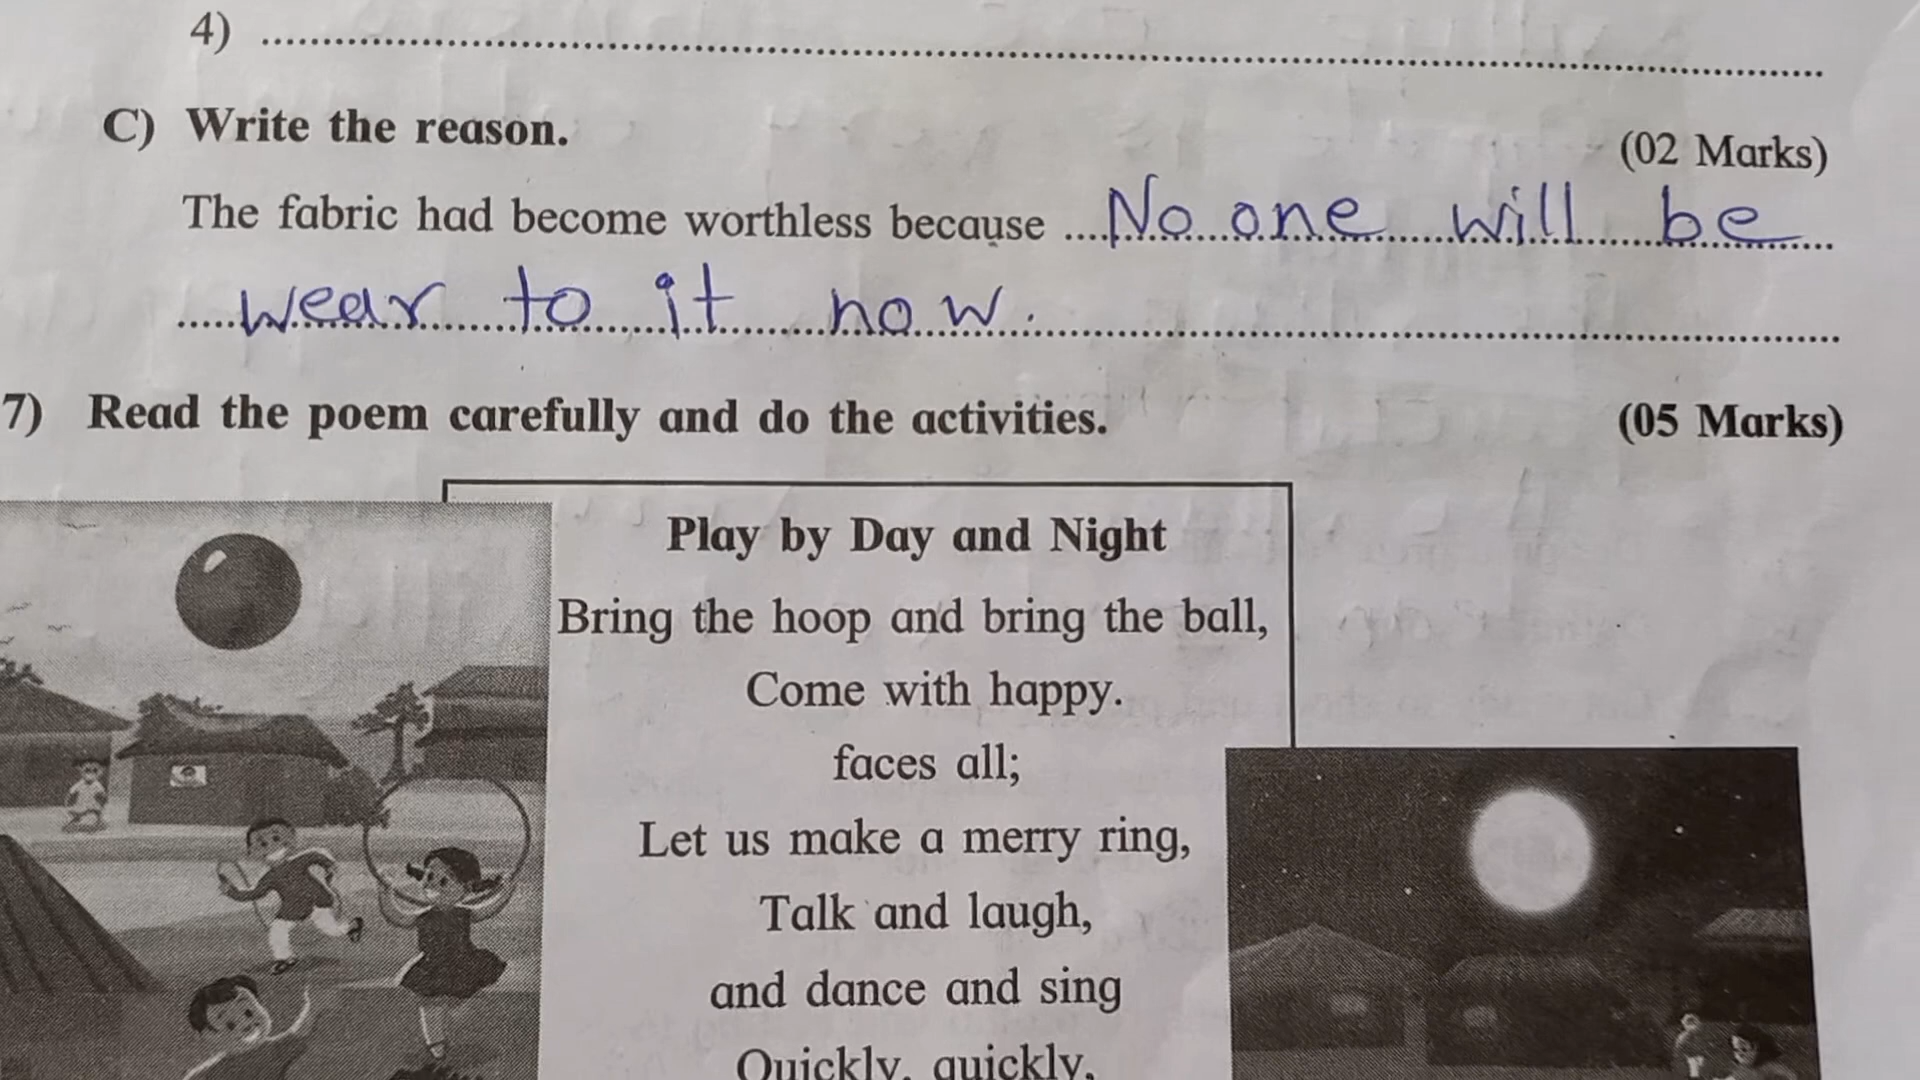 4) ........................................................................
C) Write the reason.
(02 Marks)
The fabric had become worthless because ....No one will be
.....wear to it now.
7) Read the poem carefully and do the activities. (05 Marks)
Play by Day and Night
Bring the hoop and bring the ball,
Come with happy.
faces all;
Let us make a merry ring,
Talk and laugh,
and dance and sing
Quickly, quickly,